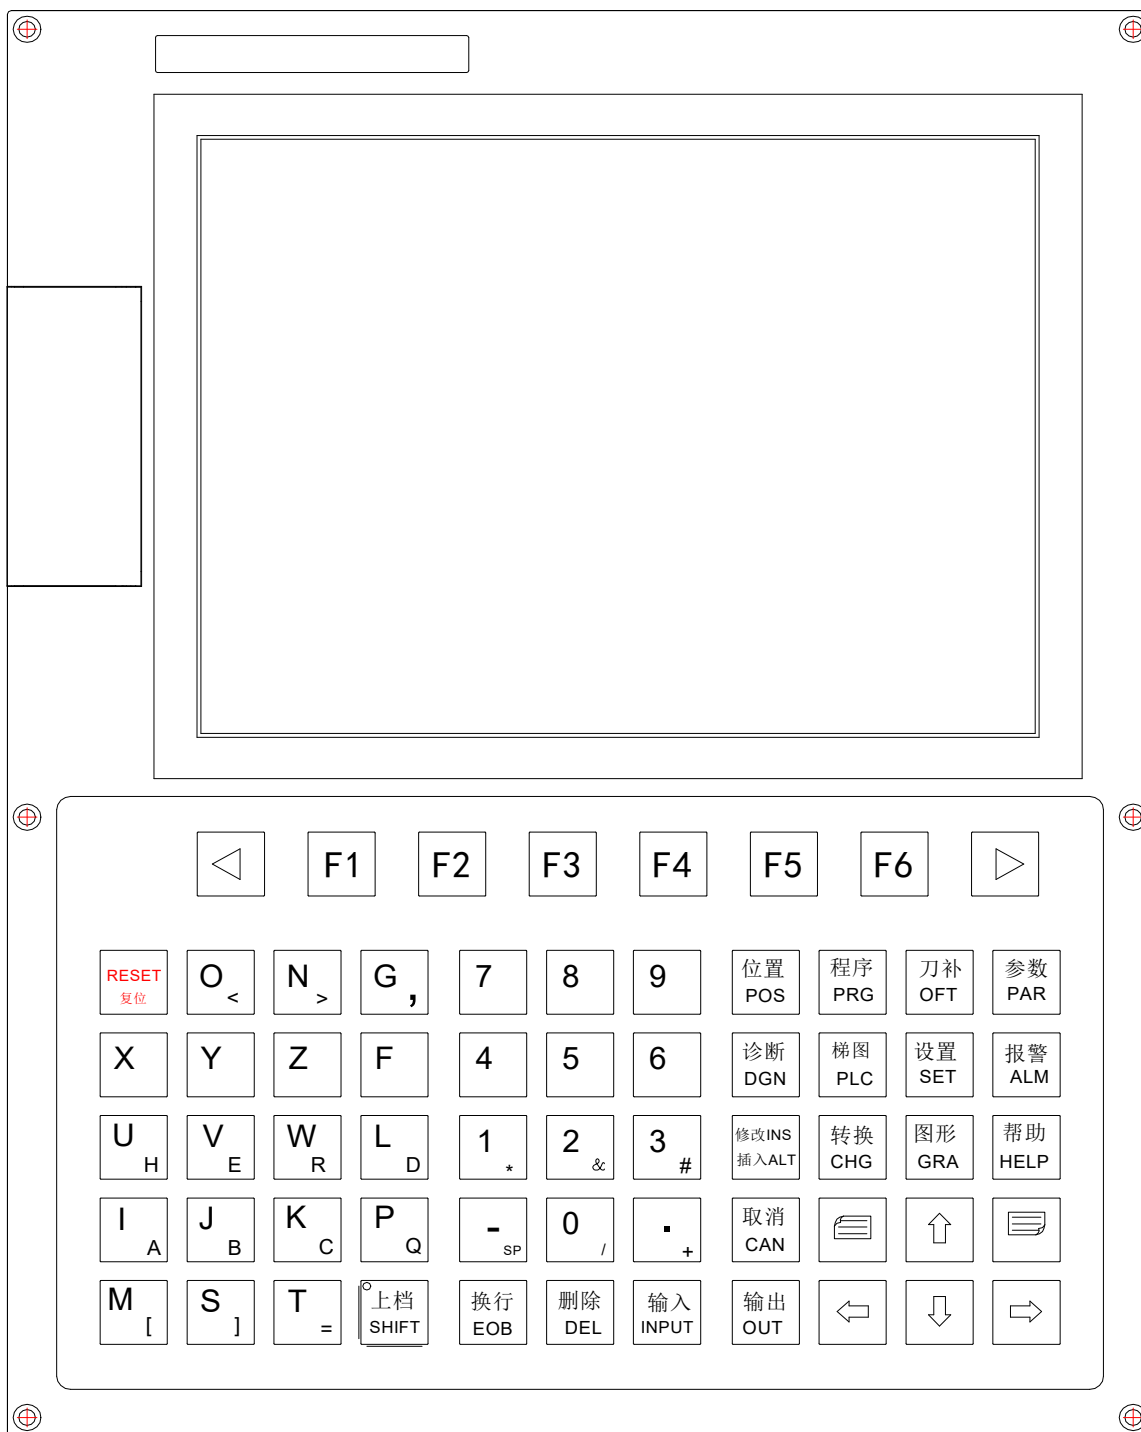 F1 F2 F3 F4 F5 F6
RESET
复位
O <
N >
G ,
7
8
9
位置
POS
程序
PRG
刀补
OFT
参数
PAR
X
Y
Z
F
4
5
6
诊断
DGN
梯图
PLC
设置
SET
报警
ALM
U H
V E
W R
L D
1 *
2 &
3 #
修改INS
插入ALT
转换
CHG
图形
GRA
帮助
HELP
I A
J B
K C
P Q
- SP
0 /
. +
取消
CAN
M [
S ]
T =
上档
SHIFT
换行
EOB
删除
DEL
输入
INPUT
输出
OUT